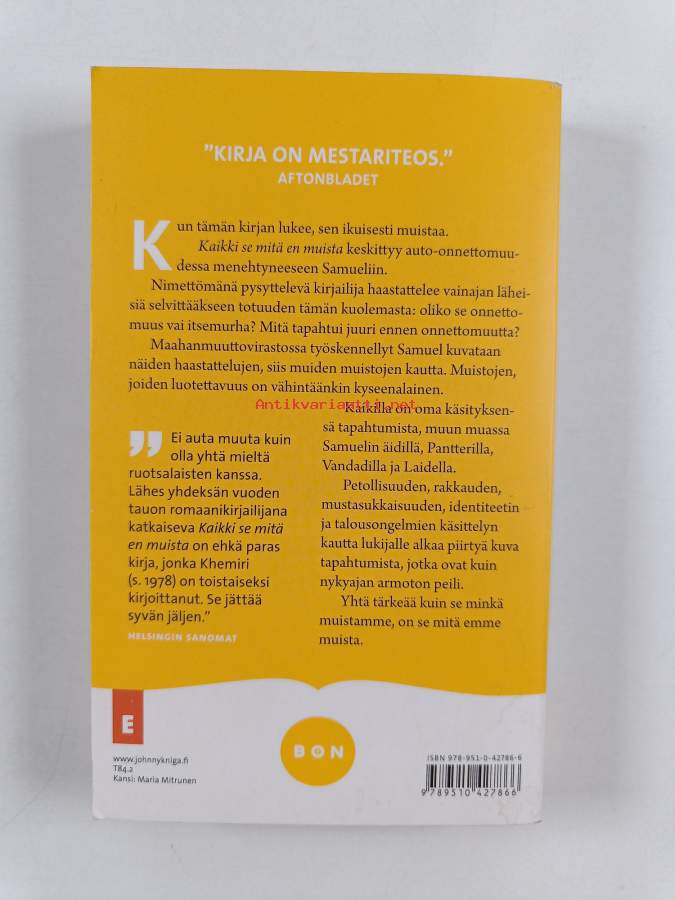 ”KIRJA ON MESTARITEOS.”
AFTONBLADET
Kun tämän kirjan lukee, sen ikuisesti muistaa.
Kaikki se mitä en muista keskittyy auto-onnettomuu-
dessa menehtyneeseen Samueliin.
Nimettömänä pysyttelevä kirjailija haastattelee vainajan lähei-
siä selvittääkseen totuuden tämän kuolemasta: oliko se onnetto-
muus vai itsemurha? Mitä tapahtui juuri ennen onnettomuutta?
Maahanmuuttovirastossa työskennellyt Samuel kuvataan
näiden haastattelujen, siis muiden muistojen kautta. Muistojen,
joiden luotettavuus on vähintäänkin kyseenalainen.
Antikvariaatti.net
Kaikilla on oma käsityksen-
sä tapahtumista, muun muassa
Samuelin äidillä, Pantterilla,
Vandadilla ja Laidella.
Petollisuuden, rakkauden,
mustasukkaisuuden, identiteetin
ja talousongelmien käsittelyn
kautta lukijalle alkaa piirtyä kuva
tapahtumista, jotka ovat kuin
nykyajan armoton peili.
Yhtä tärkeää kuin se minkä
muistamme, on se mitä emme
muista.
”Ei auta muuta kuin
olla yhtä mieltä
ruotsalaisten kanssa.
Lähes yhdeksän vuoden
tauon romaanikirjailijana
katkaiseva Kaikki se mitä
en muista on ehkä paras
kirja, jonka Khemiri
(s. 1978) on toistaiseksi
kirjoittanut. Se jättää
syvän jäljen.”
HELSINGIN SANOMAT
E
BON
www.johnnykniga.fi
T84.2
Kansi: Maria Mitrunen
ISBN 978-951-0-42786-6
9 789510 427866